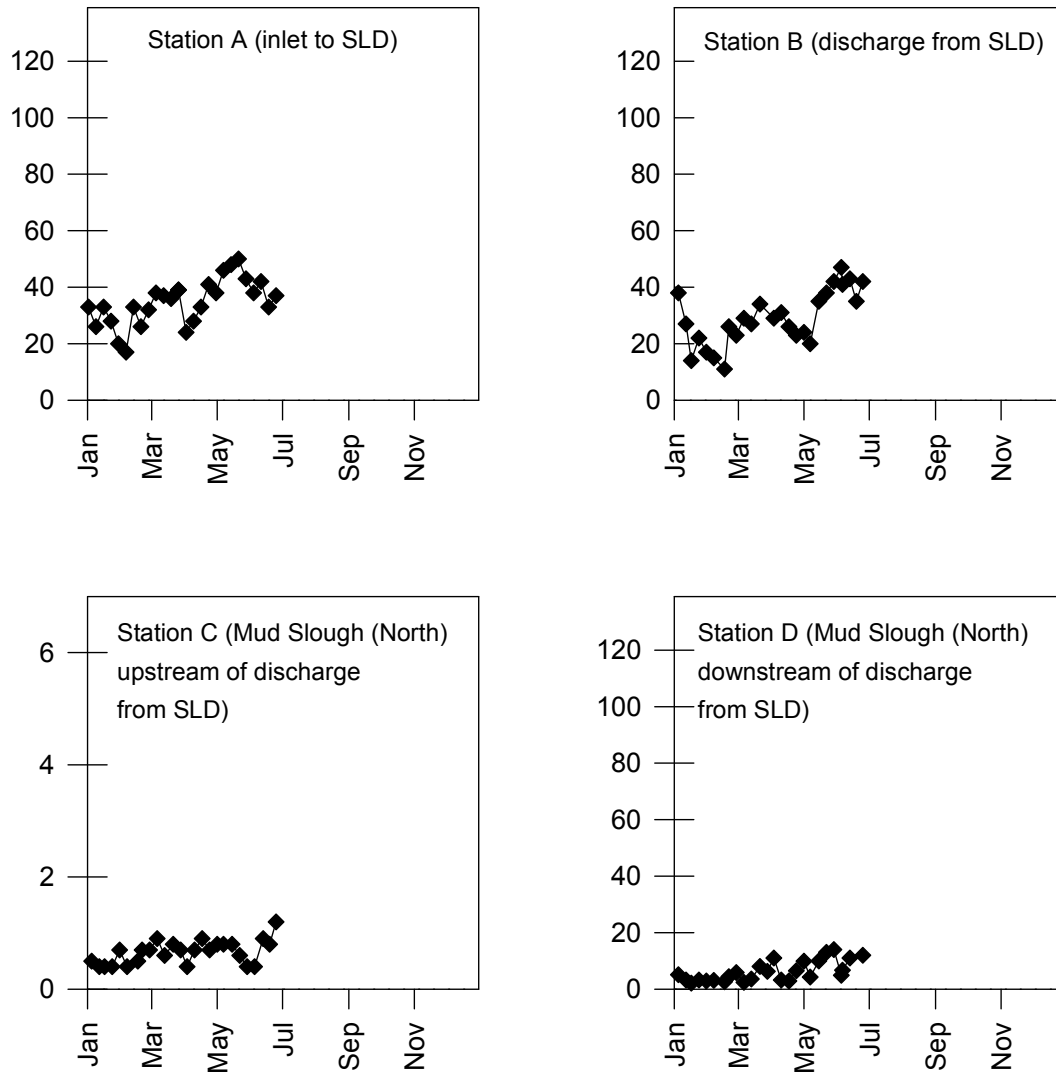 Station A (inlet to SLD)
120
100
80
60
40
20
0
Jan
Mar
May
Jul
Sep
Nov
Station B (discharge from SLD)
120
100
80
60
40
20
0
Jan
Mar
May
Jul
Sep
Nov
Station C (Mud Slough (North)
upstream of discharge
from SLD)
6
4
2
0
Jan
Mar
May
Jul
Sep
Nov
Station D (Mud Slough (North)
downstream of discharge
from SLD)
120
100
80
60
40
20
0
Jan
Mar
May
Jul
Sep
Nov